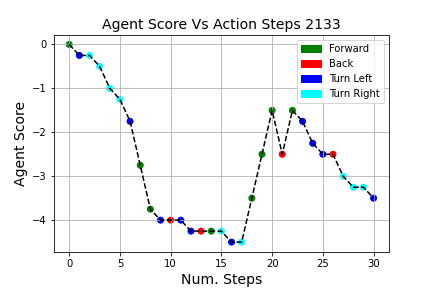 Agent Score Vs Action Steps 2133
Agent Score
0
−1
−2
−3
−4
Forward
Back
Turn Left
Turn Right
0 5 10 15 20 25 30
Num. Steps